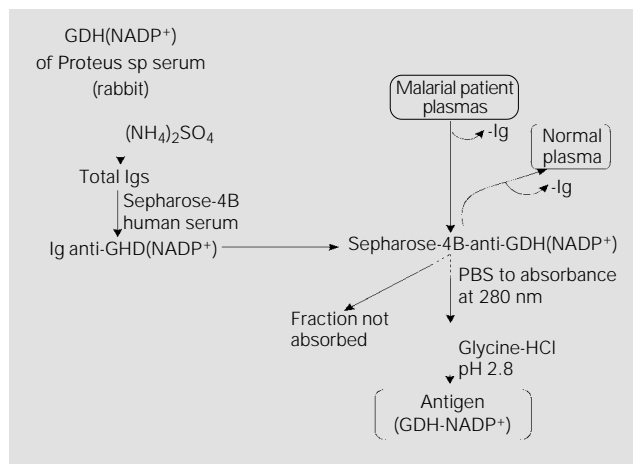 GDH(NADP⁺)
of Proteus sp serum
(rabbit)
(NH₄)₂SO₄
Total Igs
Sepharose-4B
human serum
Ig anti-GHD(NADP⁺)
Malarial patient
plasmas
-Ig
Normal
plasma
-Ig
Sepharose-4B-anti-GDH(NADP⁺)
PBS to absorbance
at 280 nm
Fraction not
absorbed
Glycine-HCl
pH 2.8
Antigen
(GDH-NADP⁺)